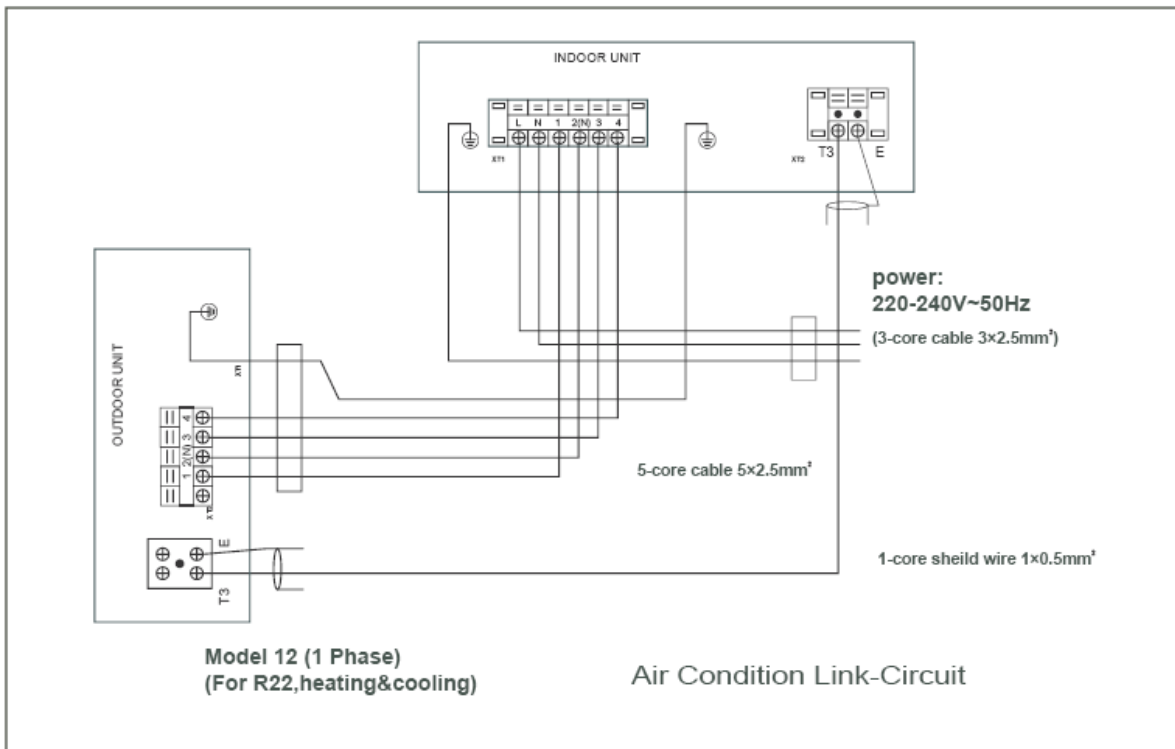 INDOOR UNIT
L N 1 2(N) 3 4
XT1
XT2 T3 E
power:
220-240V~50Hz
(3-core cable 3×2.5mm²)
OUTDOOR UNIT
4
3
2(N)
1
5-core cable 5×2.5mm²
E
T3
1-core sheild wire 1×0.5mm²
Model 12 (1 Phase)
(For R22,heating&cooling)
Air Condition Link-Circuit